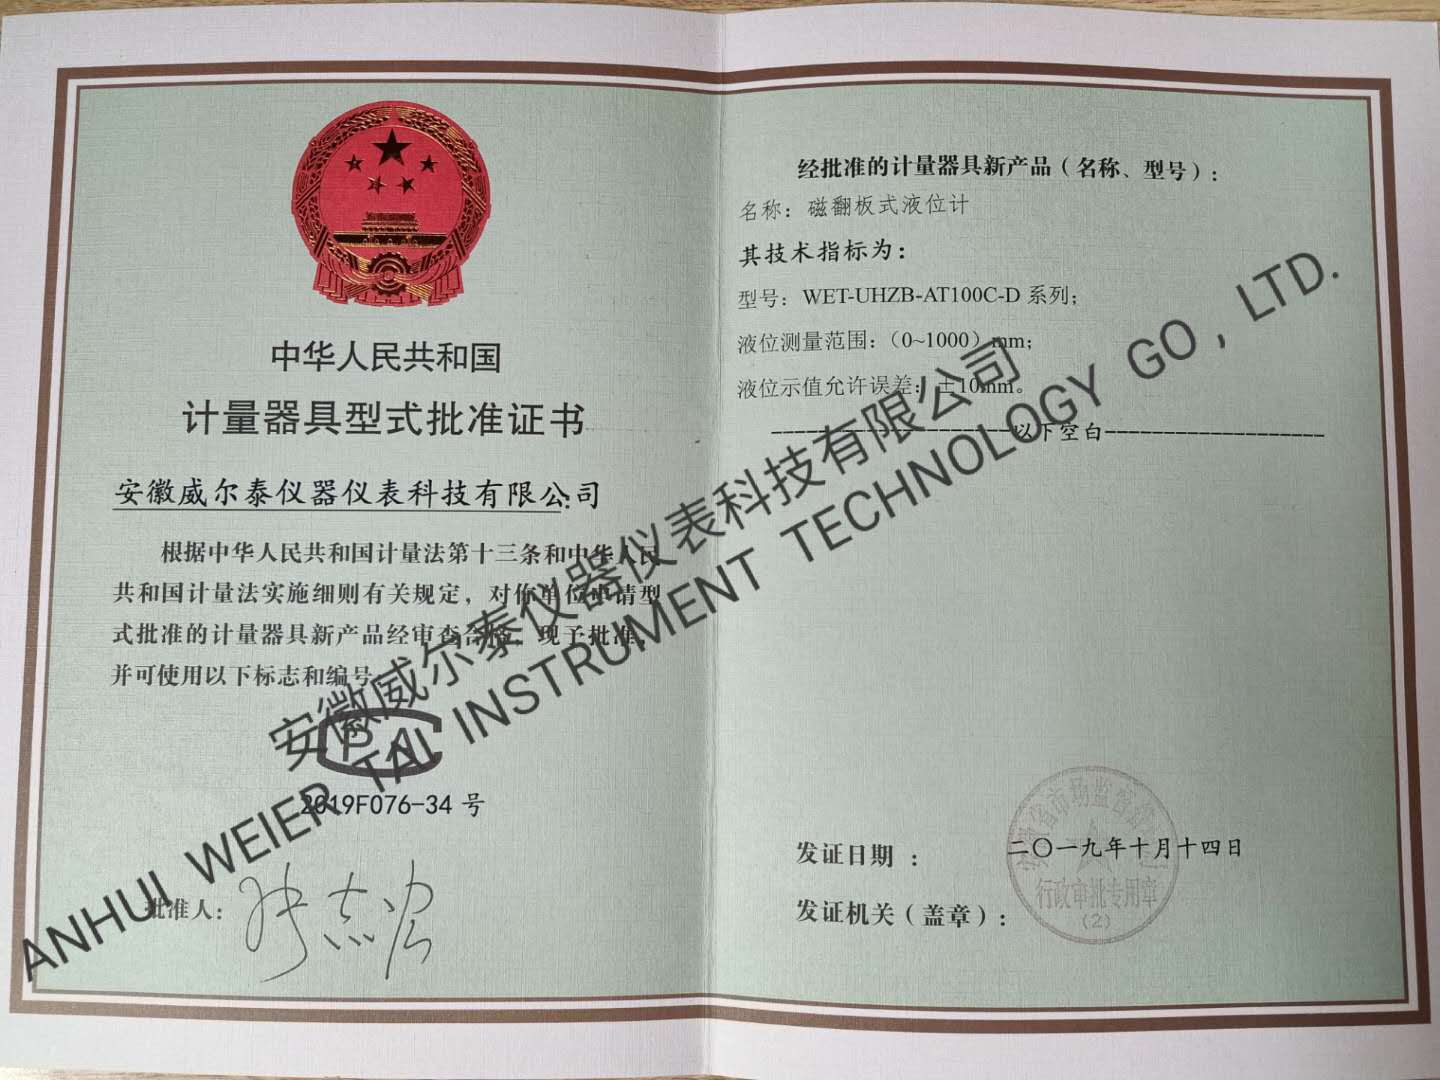 中华人民共和国
计量器具型式批准证书
安徽威尔泰仪器仪表科技有限公司:
根据中华人民共和国计量法第十三条和中华人民
共和国计量法实施细则有关规定，对你单位申请型
式批准的计量器具新产品经审查合格，现予批准，
并可使用以下标志和编号
CPA
2019F076-34 号
批准人：
经批准的计量器具新产品（名称、型号）：
名称：磁翻板式液位计
其技术指标为：
型号：WET-UHZB-AT100C-D 系列；
液位测量范围：（0~1000）mm；
液位示值允许误差：±10mm。
--------------------以下空白--------------------
发证日期 ：
二〇一九年十月十四日
发证机关（盖章）：
行政审批专用章
（2）
安徽威尔泰仪器仪表科技有限公司
ANHUI WEIER TAI INSTRUMENT TECHNOLOGY GO , LTD.